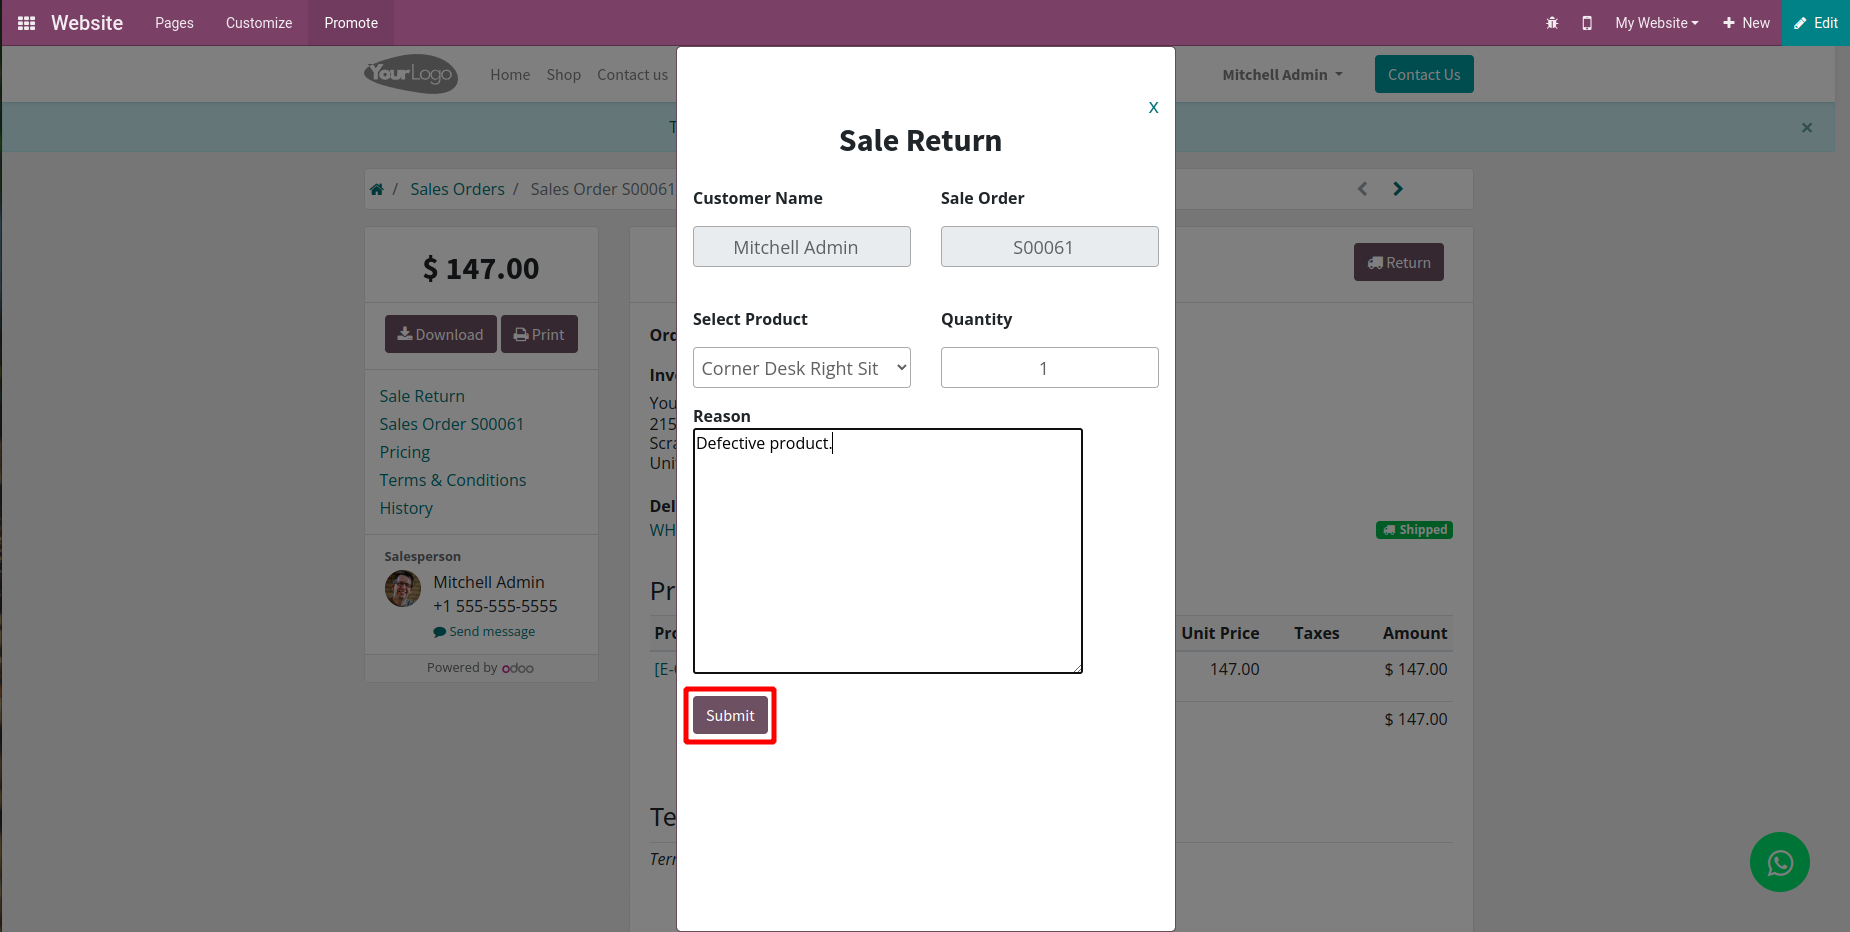 Website Pages Customize Promote My Website New Edit
YourLogo Home Shop Contact us Mitchell Admin Contact Us
T ×
X
Sale Return
/ Sales Orders / Sales Order S00061
Customer Name Sale Order
Mitchell Admin S00061
$ 147.00 Return
Select Product Quantity
Download Print
Corner Desk Right Sit 1
Sale Return
Sales Order S00061
Pricing
Terms & Conditions
History
Reason
Defective product.
You
215
Shipped
WH
Salesperson
Mitchell Admin
+1 555-555-5555
Send message
Powered by odoo
Unit Price Taxes Amount
[E- 147.00 $ 147.00
Submit $ 147.00